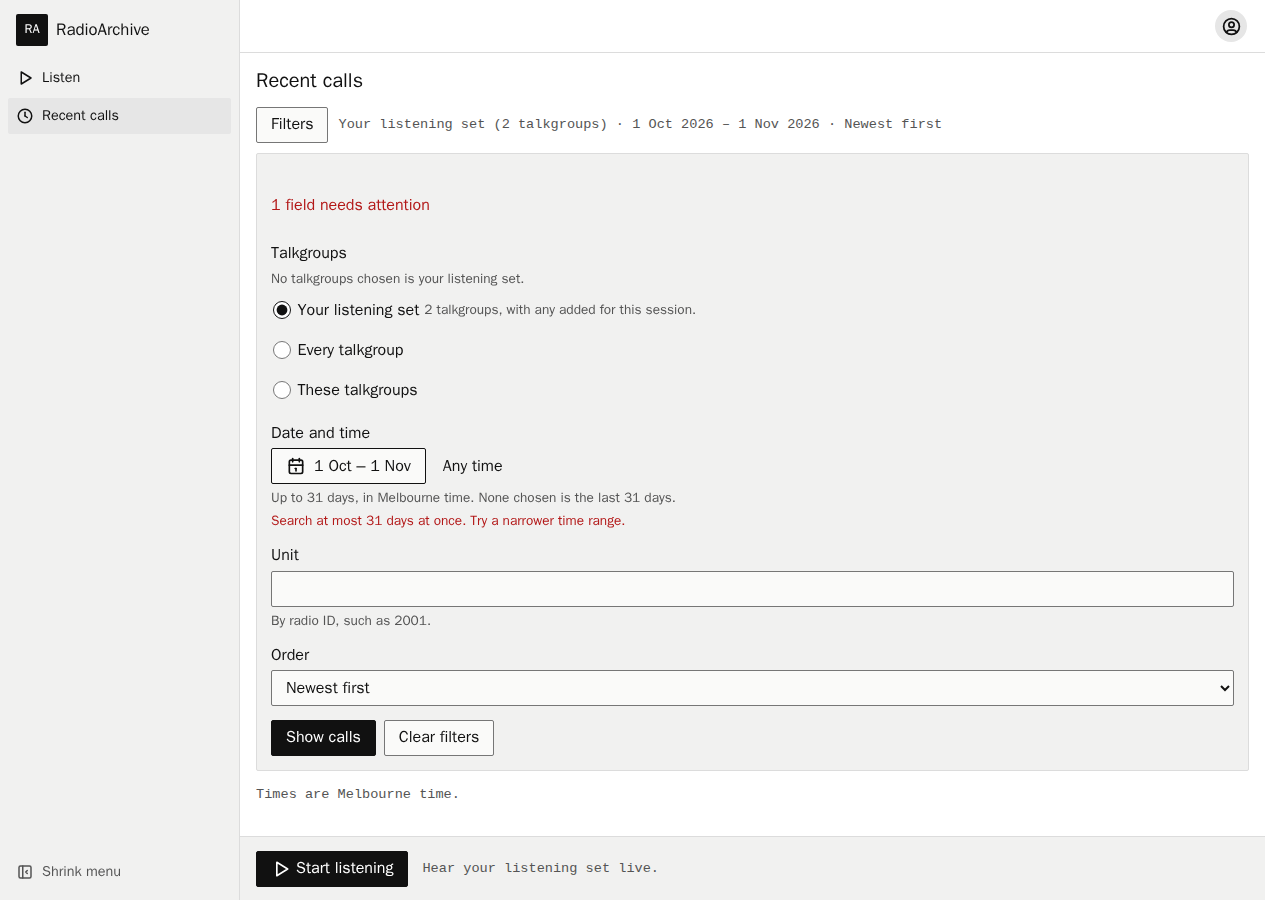 RA RadioArchive
Listen
Recent calls
Shrink menu
Recent calls
Filters Your listening set (2 talkgroups) · 1 Oct 2026 – 1 Nov 2026 · Newest first
1 field needs attention
Talkgroups
No talkgroups chosen is your listening set.
Your listening set 2 talkgroups, with any added for this session.
Every talkgroup
These talkgroups
Date and time
1 Oct – 1 Nov Any time
Up to 31 days, in Melbourne time. None chosen is the last 31 days.
Search at most 31 days at once. Try a narrower time range.
Unit
By radio ID, such as 2001.
Order
Newest first
Show calls Clear filters
Times are Melbourne time.
Start listening Hear your listening set live.